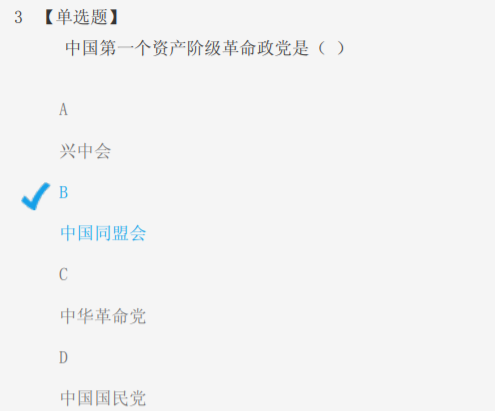 3 【单选题】
中国第一个资产阶级革命政党是（ ）
A
兴中会
B
中国同盟会
C
中华革命党
D
中国国民党